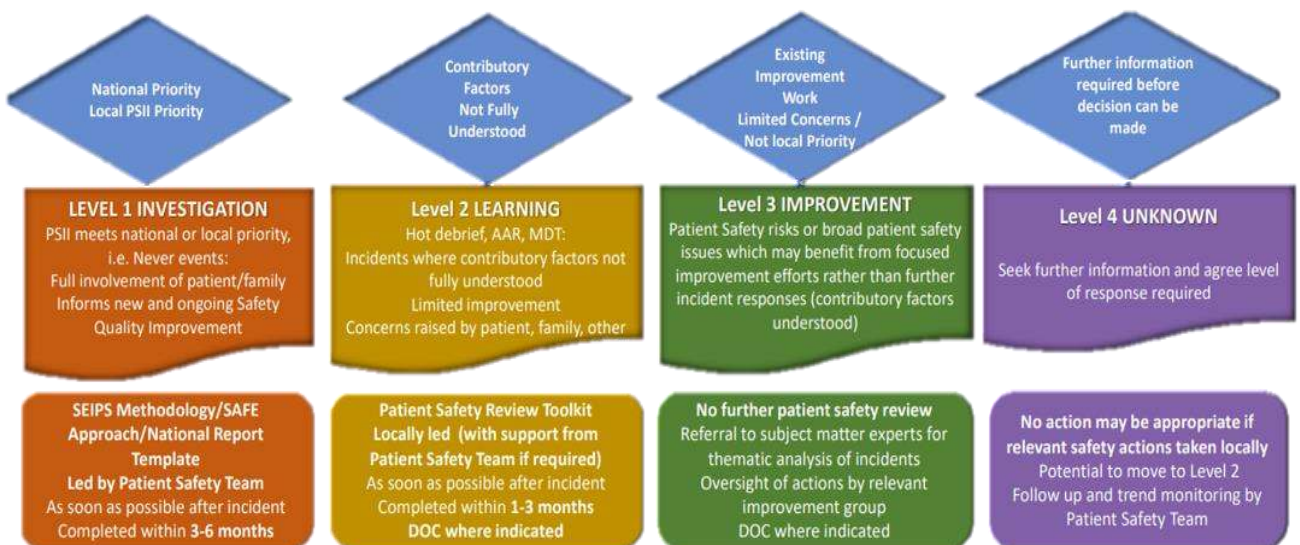 National Priority
Local PSII Priority
Contributory
Factors
Not Fully
Understood
Existing
Improvement
Work
Limited Concerns /
Not local Priority
Further information
required before
decision can be
made
LEVEL 1 INVESTIGATION
PSII meets national or local priority,
i.e. Never events:
Full involvement of patient/family
Informs new and ongoing Safety
Quality Improvement
Level 2 LEARNING
Hot debrief, AAR, MDT:
Incidents where contributory factors not
fully understood
Limited improvement
Concerns raised by patient, family, other
Level 3 IMPROVEMENT
Patient Safety risks or broad patient safety
issues which may benefit from focused
improvement efforts rather than further
incident responses (contributory factors
understood)
Level 4 UNKNOWN
Seek further information and agree level
of response required
SEIPS Methodology/SAFE
Approach/National Report
Template
Led by Patient Safety Team
As soon as possible after incident
Completed within 3-6 months
Patient Safety Review Toolkit
Locally led (with support from
Patient Safety Team if required)
As soon as possible after incident
Completed within 1-3 months
DOC where indicated
No further patient safety review
Referral to subject matter experts for
thematic analysis of incidents
Oversight of actions by relevant
improvement group
DOC where indicated
No action may be appropriate if
relevant safety actions taken locally
Potential to move to Level 2
Follow up and trend monitoring by
Patient Safety Team